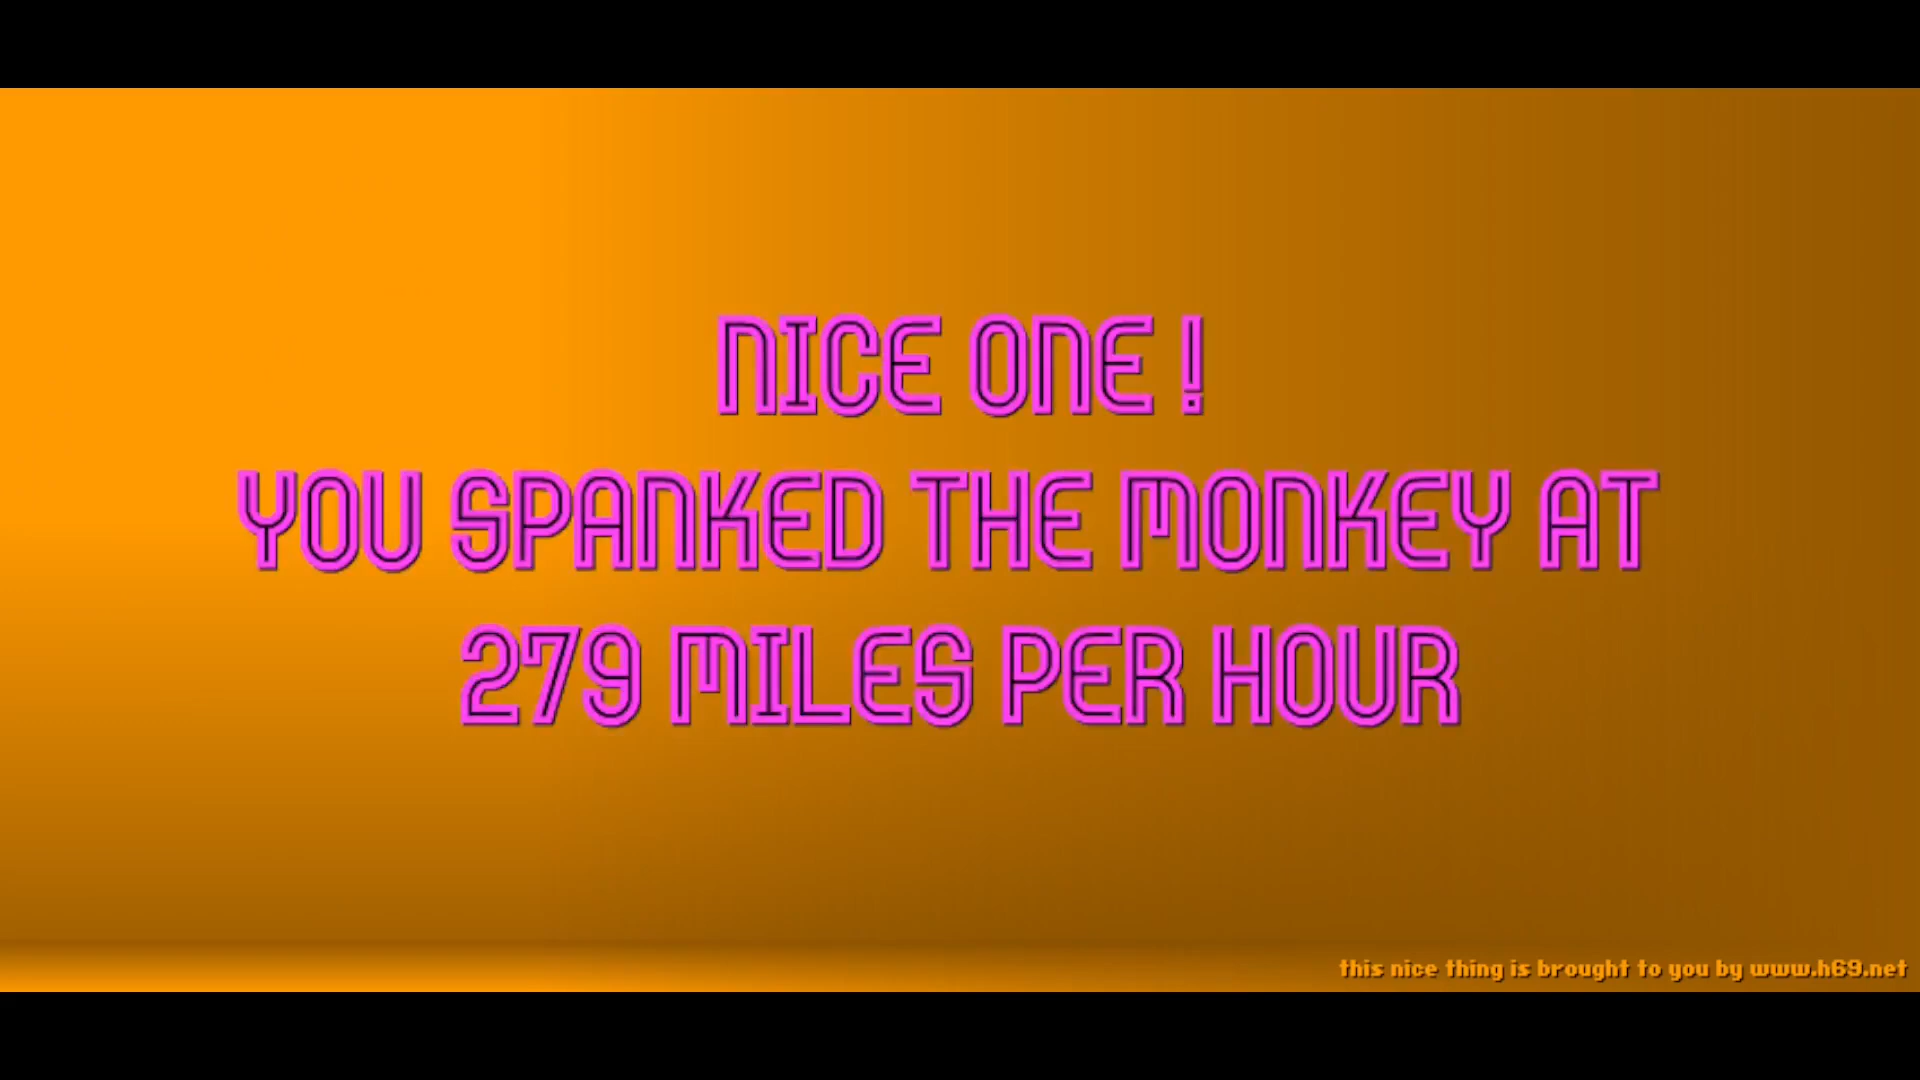 NICE ONE !
YOU SPANKED THE MONKEY AT
279 MILES PER HOUR
this nice thing is brought to you by www.h69.net